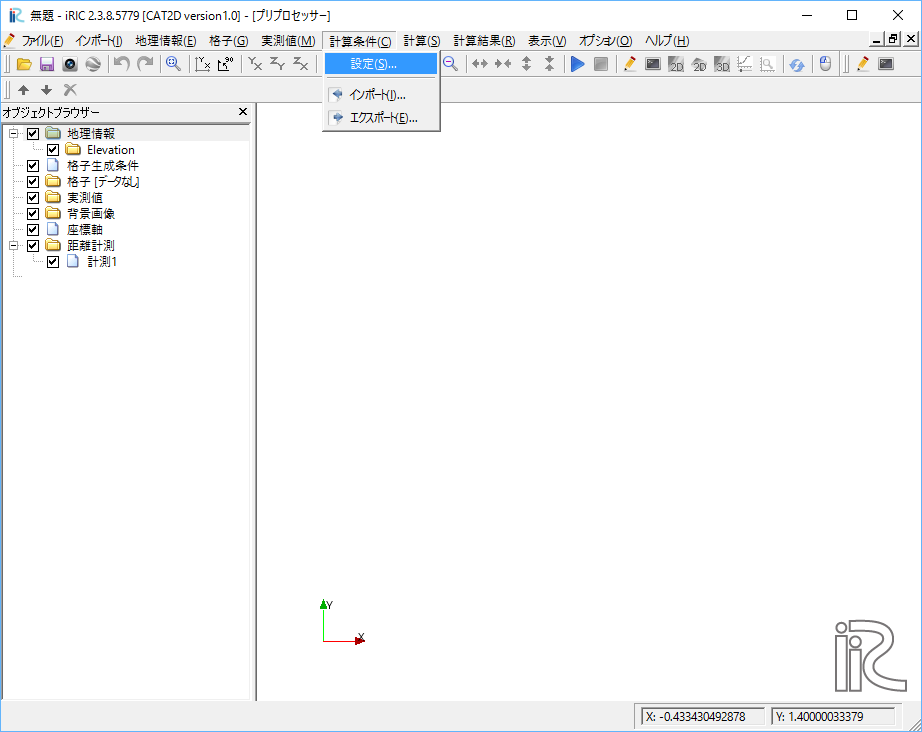 無題 - iRIC 2.3.8.5779 [CAT2D version1.0] - [プリプロセッサー]
ファイル(F) インポート(I) 地理情報(E) 格子(G) 実測値(M) 計算条件(C) 計算(S) 計算結果(R) 表示(V) オプション(O) ヘルプ(H)
設定(S)...
インポート(I)...
エクスポート(E)...
オブジェクトブラウザー
地理情報
Elevation
格子生成条件
格子 [データなし]
実測値
背景画像
座標軸
距離計測
計測1
Y
X
iRIC
X: -0.433430492878
Y: 1.40000033379